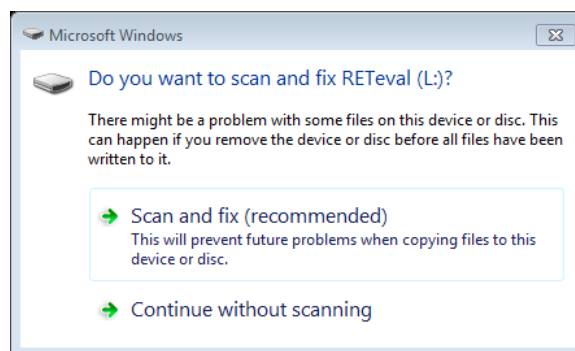 Microsoft Windows
Do you want to scan and fix RETeval (L:)?
There might be a problem with some files on this device or disc. This
can happen if you remove the device or disc before all files have been
written to it.
Scan and fix (recommended)
This will prevent future problems when copying files to this
device or disc.
Continue without scanning